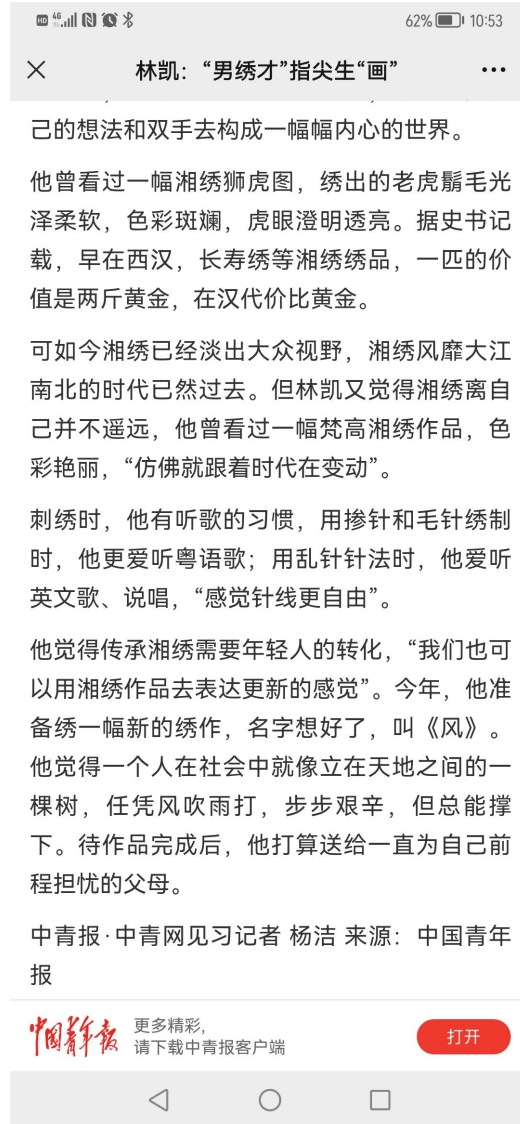 62% 10:53
林凯：“男绣才”指尖生“画”
己的想法和双手去构成一幅幅内心的世界。
他曾看过一幅湘绣狮虎图，绣出的老虎鬅毛光
泽柔软，色彩斑斓，虎眼澄明透亮。据史书记
载，早在西汉，长寿绣等湘绣绣品，一匹的价
值是两斤黄金，在汉代价比黄金。
可如今湘绣已经淡出大众视野，湘绣风靡大江
南北的时代已然过去。但林凯又觉得湘绣离自
己并不遥远，他曾看过一幅梵高湘绣作品，色
彩艳丽，“仿佛就跟着时代在变动”。
刺绣时，他有听歌的习惯，用掺针和毛针绣制
时，他更爱听粤语歌；用乱针针法时，他爱听
英文歌、说唱，“感觉针线更自由”。
他觉得传承湘绣需要年轻人的转化，“我们也可
以用湘绣作品去表达更新的感觉”。今年，他准
备绣一幅新的绣作，名字想好了，叫《风》。
他觉得一个人在社会中就像立在天地之间的一
棵树，任凭风吹雨打，步步艰辛，但总能撑
下。待作品完成后，他打算送给一直为自己前
程担忧的父母。
中青报·中青网见习记者 杨洁 来源：中国青年
报
中国青年报
更多精彩，
请下载中青报客户端
打开